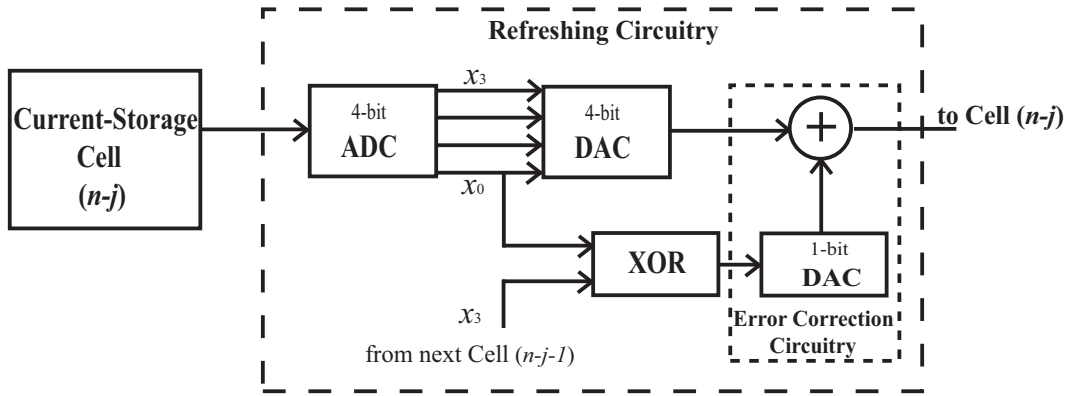 Refreshing Circuitry
Current-Storage
Cell
(n-j)
4-bit
ADC
x3
x0
4-bit
DAC
to Cell (n-j)
XOR
1-bit
DAC
x3
from next Cell (n-j-1)
Error Correction
Circuitry